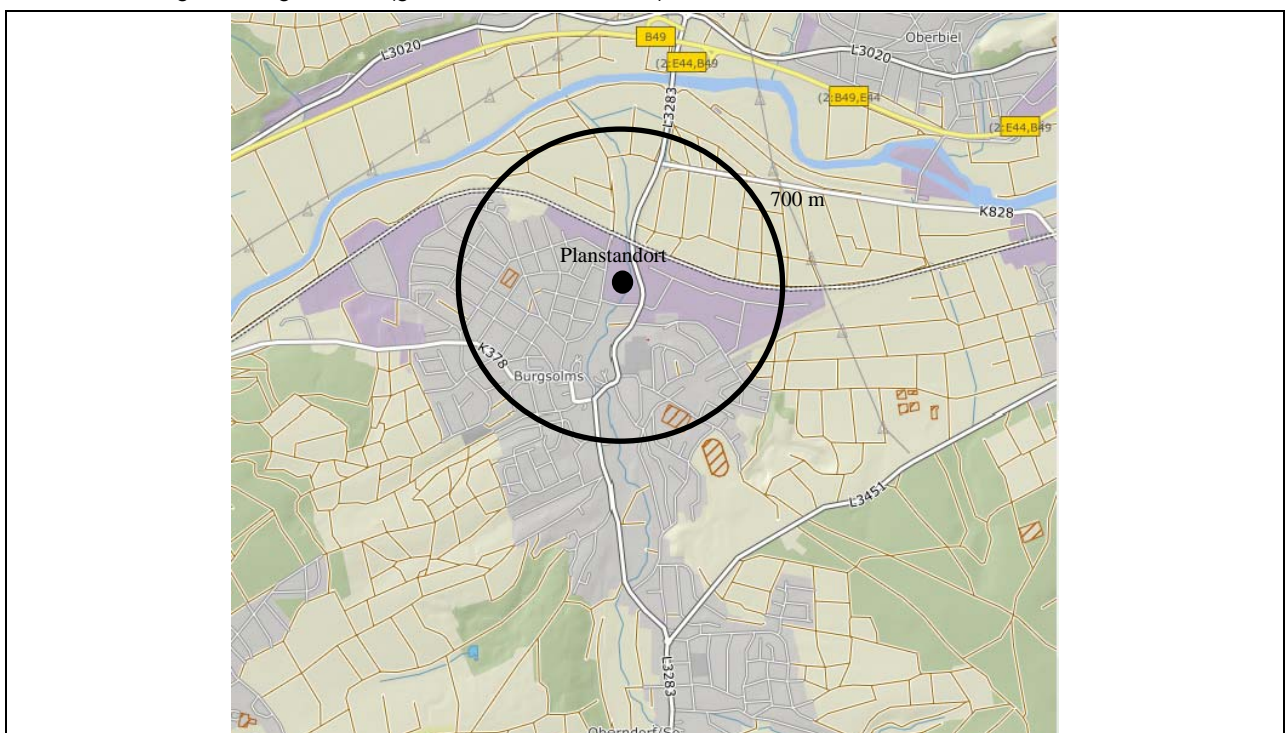 B49
L3020
(2:E44,B49
L3020
Oberbiel
(2:B49,E44
(2:E44,B49
L3283
700 m
K828
Planstandort
K378
Burgsolms
L3451
L3283